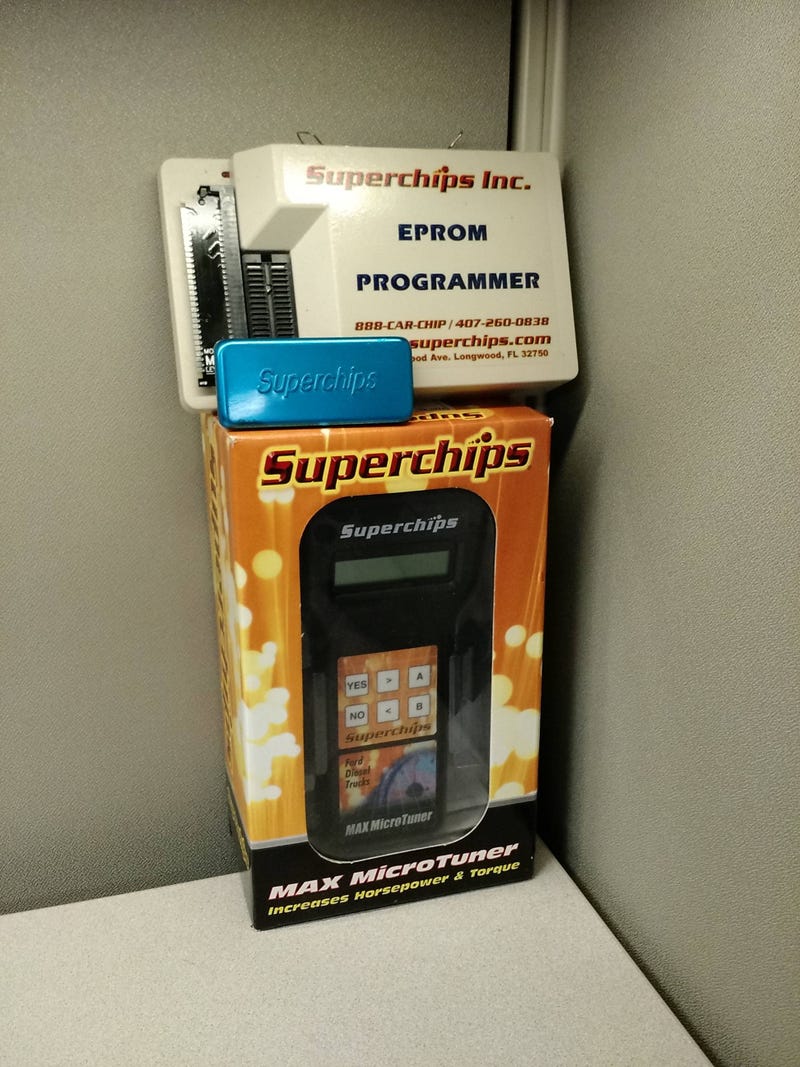 Superchips Inc.
EPROM
PROGRAMMER
888-CAR-CHIP / 407-260-0838
superchips.com
Ave. Longwood, FL 32750
Superchips
Superchips
Superchips
YES > A
NO < B
Superchips
Ford
Diesel
Trucks
MAX MicroTuner
MAX MicroTuner
Increases Horsepower & Torque